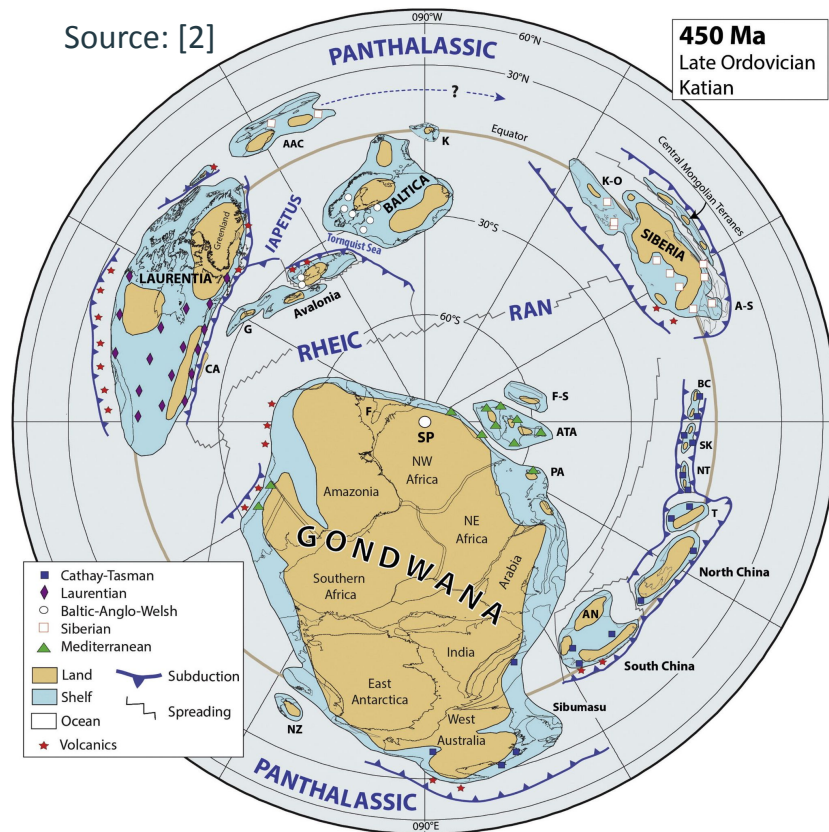 Source: [2]
090°W
60°N
450 Ma
Late Ordovician
Katian
PANTHALASSIC
30°N
?
AAC
K
Equator
Central Mongolian Terranes
K-O
BALTICA
Greenland
IAPETUS
SIBERIA
30°S
Tornquist Sea
LAURENTIA
Avalonia
A-S
G
60°S
RAN
RHEIC
CA
BC
F-S
F
SP
ATA
SK
NW
Africa
PA
NT
Amazonia
T
GONDWANA
NE
Africa
Arabia
Southern
Africa
North China
AN
India
South China
East
Antarctica
Sibumasu
West
Australia
NZ
PANTHALASSIC
090°E
Cathay-Tasman
Laurentian
Baltic-Anglo-Welsh
Siberian
Mediterranean
Land
Subduction
Shelf
Ocean
Spreading
Volcanics